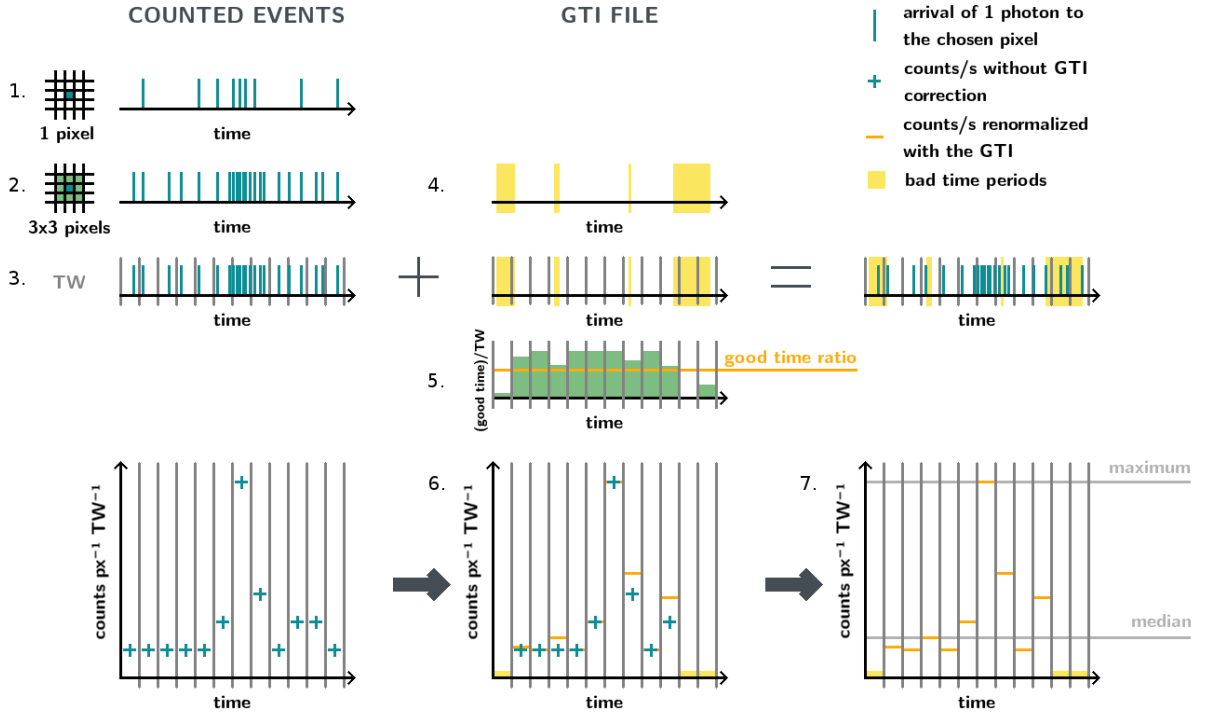 COUNTED EVENTS
GTI FILE
arrival of 1 photon to
the chosen pixel
counts/s without GTI
correction
counts/s renormalized
with the GTI
bad time periods
1.
1 pixel
time
2.
3x3 pixels
4.
time
3.
TW
time
time
time
5.
(good time)/TW
good time ratio
time
counts px⁻¹ TW⁻¹
time
6.
counts px⁻¹ TW⁻¹
time
7.
counts px⁻¹ TW⁻¹
maximum
median
time